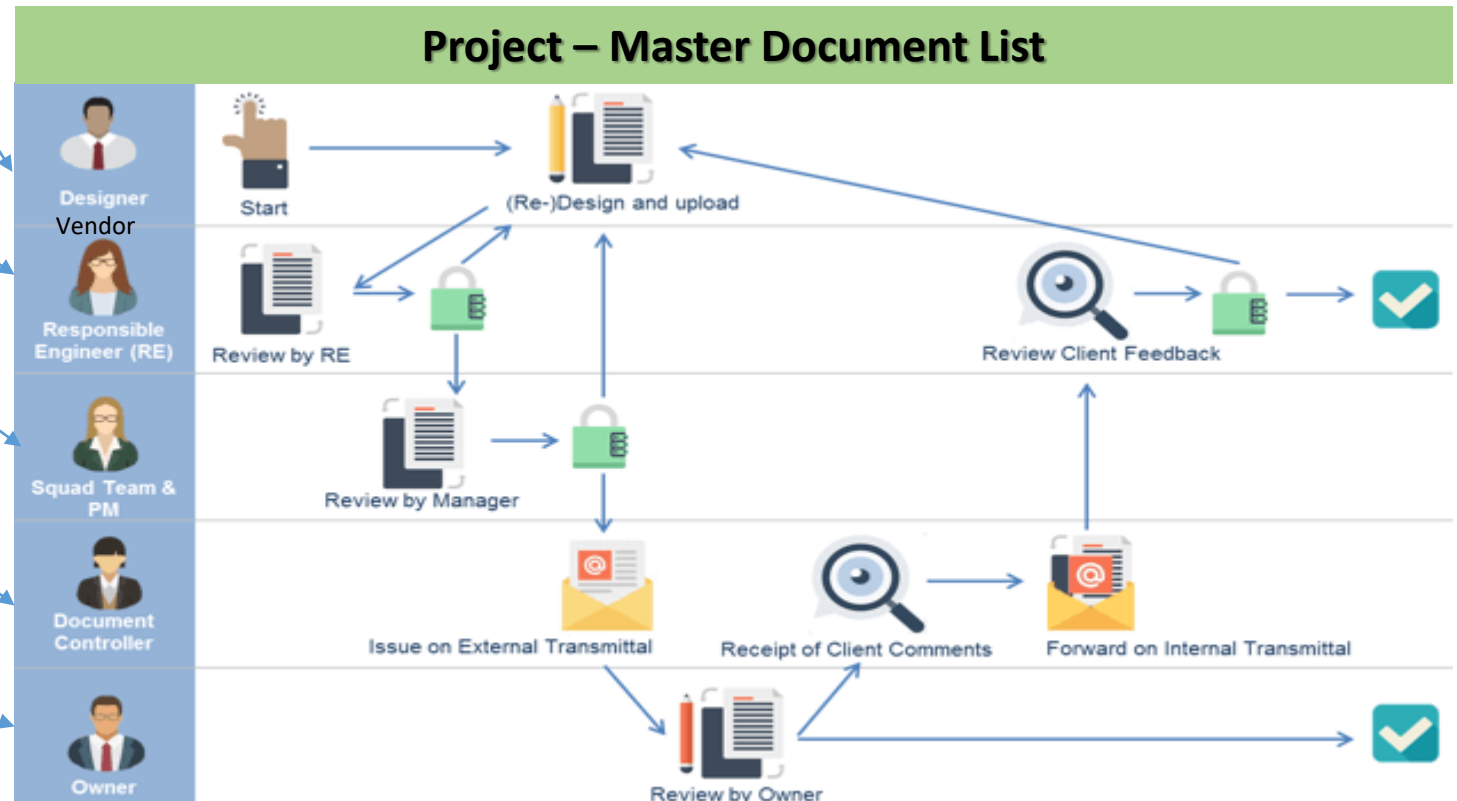 Project – Master Document List
Designer
Vendor
Start
(Re-)Design and upload
Responsible
Engineer (RE)
Review by RE
Review Client Feedback
Squad Team &
PM
Review by Manager
Document
Controller
Issue on External Transmittal
Receipt of Client Comments
Forward on Internal Transmittal
Owner
Review by Owner